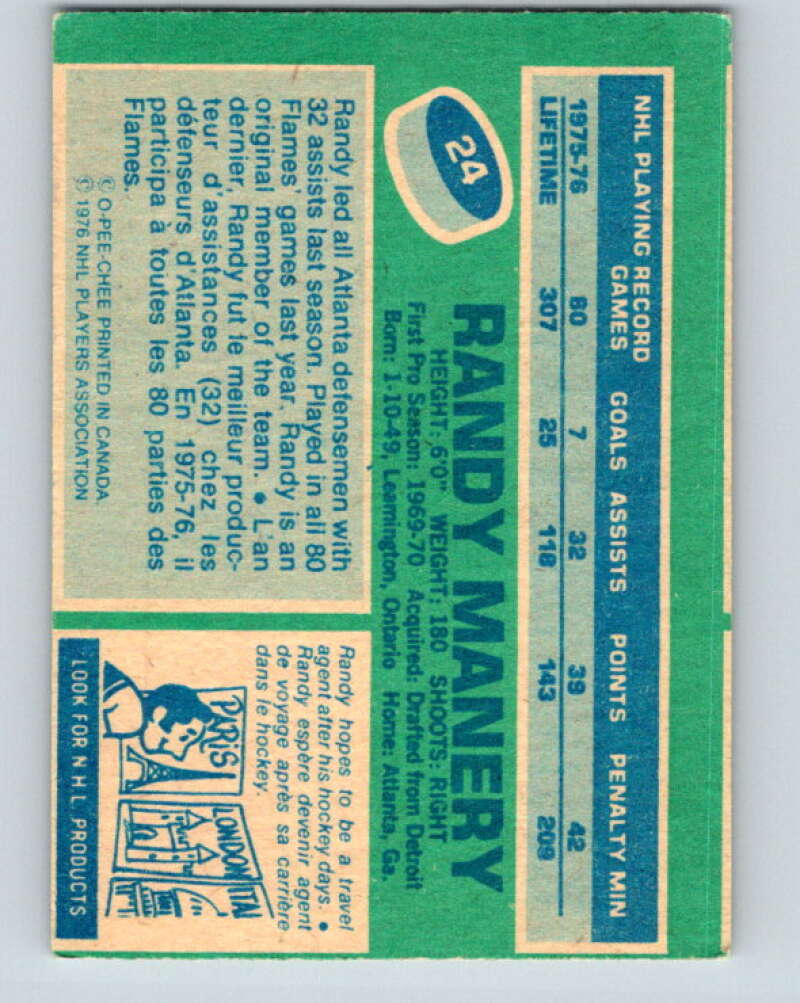 24
RANDY MANERY
HEIGHT: 6'0" WEIGHT: 180 SHOOTS: RIGHT
First Pro Season: 1969-70 Acquired: Drafted from Detroit
Born: 1-10-49, Leamington, Ontario Home: Atlanta, Ga.
NHL PLAYING RECORD
GAMES GOALS ASSISTS POINTS PENALTY MIN
1975-76 80 7 32 39 42
LIFETIME 307 25 118 143 209
Randy led all Atlanta defensemen with
32 assists last season. Played in all 80
Flames' games last year. Randy is an
original member of the team. • L'an
dernier, Randy fut le meilleur produc-
teur d'assistances (32) chez les
défenseurs d'Atlanta. En 1975-76, il
participa à toutes les 80 parties des
Flames.
© O-PEE-CHEE PRINTED IN CANADA.
© 1976 NHL PLAYERS ASSOCIATION
Randy hopes to be a travel
agent after his hockey days. •
Randy espère devenir agent
de voyage après sa carrière
dans le hockey.
PARIS
LONDON
ITA
LOOK FOR N H L PRODUCTS